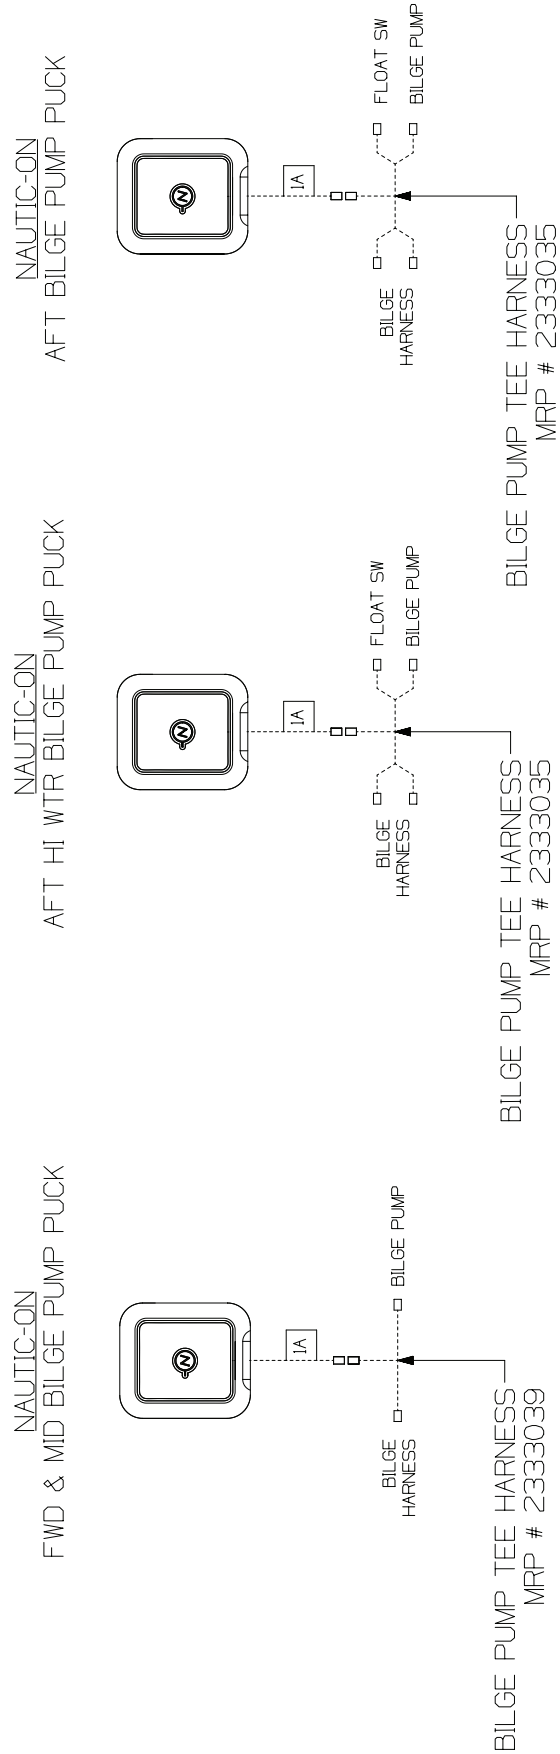 NAUTIC-ON
FWD & MID BILGE PUMP PUCK
N
1A
BILGE
HARNESS
BILGE PUMP
BILGE PUMP TEE HARNESS
MRP # 2333039
NAUTIC-ON
AFT HI WTR BILGE PUMP PUCK
N
1A
FLOAT SW
BILGE PUMP
BILGE
HARNESS
BILGE PUMP TEE HARNESS
MRP # 2333035
NAUTIC-ON
AFT BILGE PUMP PUCK
N
1A
FLOAT SW
BILGE PUMP
BILGE
HARNESS
BILGE PUMP TEE HARNESS
MRP # 2333035